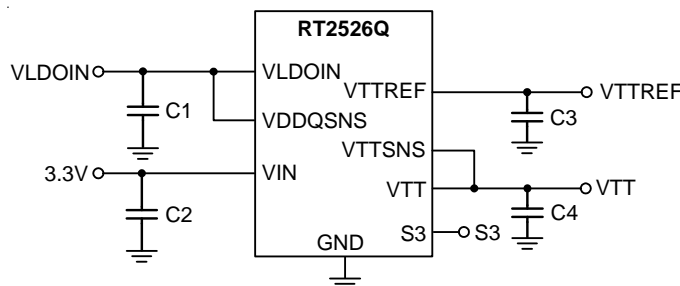 RT2526Q
VLDOIN
VLDOIN
VTTREF
VTTREF
C1
C3
VDDQSNS
VTTSNS
3.3V
VIN
VTT
VTT
C2
C4
S3
S3
GND